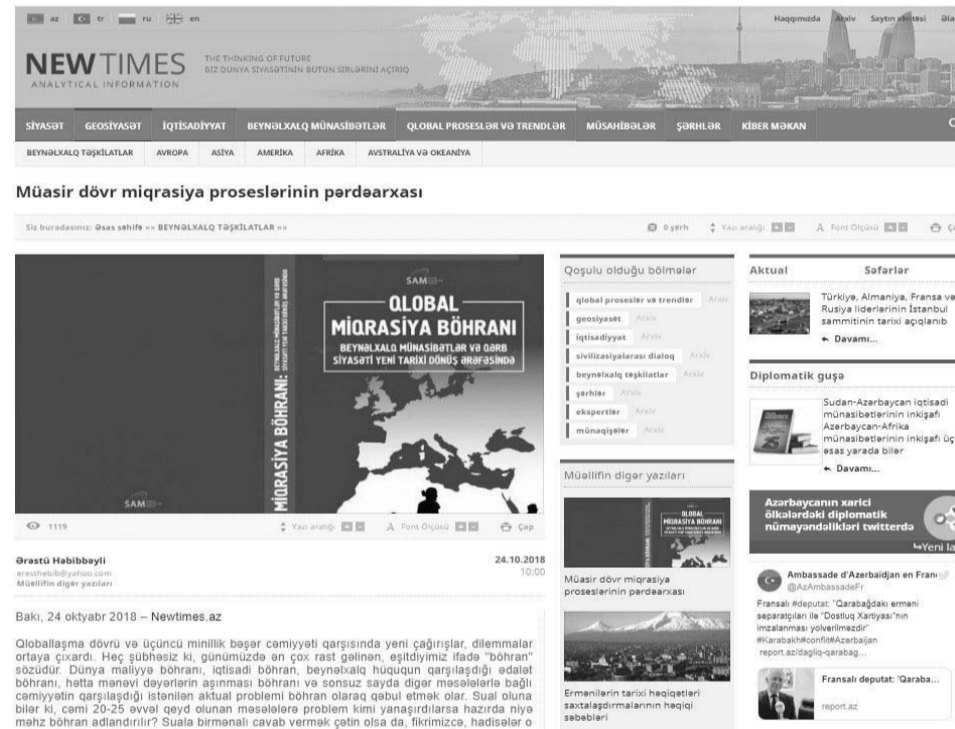 az tr ru en
Haqqımızda Arxiv Saytın xəritəsi Əla
NEWTIMES
ANALYTICAL INFORMATION
THE THINKING OF FUTURE
BİZ DÜNYA SİYASƏTİNİN BÜTÜN SİRLƏRİNİ AÇIRIQ
SİYASƏT GEOSİYASƏT İQTİSADİYYAT BEYNƏLXALQ MÜNASİBƏTLƏR QLOBAL PROSESLƏR VƏ TRENDLƏR MÜSAHİBƏLƏR ŞƏRHLƏR KİBER MƏKAN
BEYNƏLXALQ TƏŞKİLATLAR AVROPA ASİYA AMERİKA AFRİKA AVSTRALİYA VƏ OKEANİYA
Müasir dövr miqrasiya proseslərinin pərdəarxası
Siz buradasınız: Əsas səhifə »» BEYNƏLXALQ TƏŞKİLATLAR »»
0 şərh Yazı aralığı Font Ölçüsü Ça
SAM
QLOBAL
MİQRASİYA BÖHRANI
BEYNƏLXALQ MÜNASİBƏTLƏR VƏ QƏRB
SİYASƏTİ YENİ TARİXİ DÖNÜŞ ƏRƏFƏSİNDƏ
MİQRASİYA BÖHRANI:
SAM
1119 Yazı aralığı Font Ölçüsü Çap
Ərəstü Həbibbəyli
eresthebib@yahoo.com
Müəllifin digər yazıları
24.10.2018
10:00
Bakı, 24 oktyabr 2018 – Newtimes.az
Qloballaşma dövrü və üçüncü minillik bəşər cəmiyyəti qarşısında yeni çağırışlar, dilemmalar
ortaya çıxardı. Heç şübhəsiz ki, günümüzdə ən çox rast gəlinən, eşitdiyimiz ifadə "böhran"
sözüdür. Dünya maliyyə böhranı, iqtisadi böhran, beynəlxalq hüququn qarşılaşdığı ədalət
böhranı, hətta mənəvi dəyərlərin aşınması böhranı və sonsuz sayda digər məsələlərlə bağlı
cəmiyyətin qarşılaşdığı istənilən aktual problemi böhran olaraq qəbul etmək olar. Sual oluna
bilər ki, cəmi 20-25 əvvəl qeyd olunan məsələlərə problem kimi yanaşırdılarsa hazırda niyə
məhz böhran adlandırılır? Suala birmənalı cavab vermək çətin olsa da, fikrimizcə, hadisələr o
Qoşulu olduğu bölmələr
qlobal proseslər və trendlər Arxiv
geosiyasət Arxiv
iqtisadiyyat Arxiv
sivilizasiyalarası dialoq Arxiv
beynəlxalq təşkilatlar Arxiv
şərhlər Arxiv
ekspertlər Arxiv
münaqişələr Arxiv
Müəllifin digər yazıları
QLOBAL
MİQRASİYA BÖHRANI
Müasir dövr miqrasiya
proseslərinin pərdəarxası
Ermənilərin tarixi həqiqətləri
saxtalaşdırmalarının həqiqi
səbəbləri
Aktual Səfərlər
Türkiyə, Almaniya, Fransa və
Rusiya liderlərinin İstanbul
sammitinin tarixi açıqlanıb
Davamı...
Diplomatik guşə
Sudan-Azərbaycan iqtisadi
münasibətlərinin inkişafı
Azərbaycan-Afrika
münasibətlərinin inkişafı üç
əsas yarada bilər
Davamı...
Azərbaycanın xarici
ölkələrdəki diplomatik
nümayəndəlikləri twitterdə
Yeni la
Ambassade d'Azerbaidjan en Fran
@AzAmbassadeFr
Fransalı #deputat: "Qarabağdakı erməni
separatçıları ilə "Dostluq Xartiyası"nın
imzalanması yolverilməzdir"
#Karabakh#conflit#Azerbaijan
report.az/dagliq-qarabag...
Fransalı deputat: 'Qaraba...
report.az